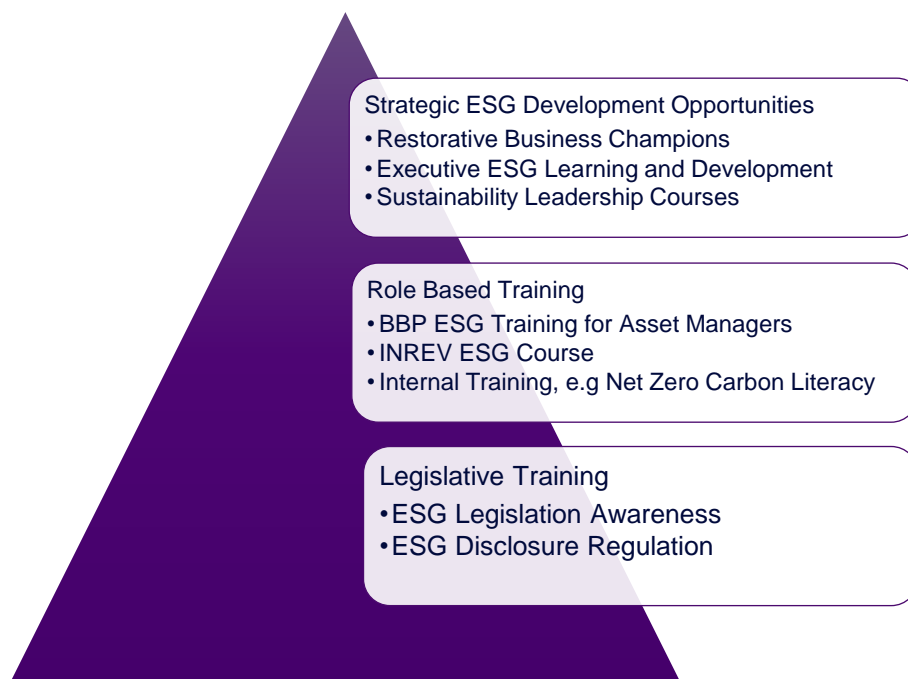 Strategic ESG Development Opportunities
•Restorative Business Champions
•Executive ESG Learning and Development
•Sustainability Leadership Courses
Role Based Training
•BBP ESG Training for Asset Managers
•INREV ESG Course
•Internal Training, e.g Net Zero Carbon Literacy
Legislative Training
•ESG Legislation Awareness
•ESG Disclosure Regulation